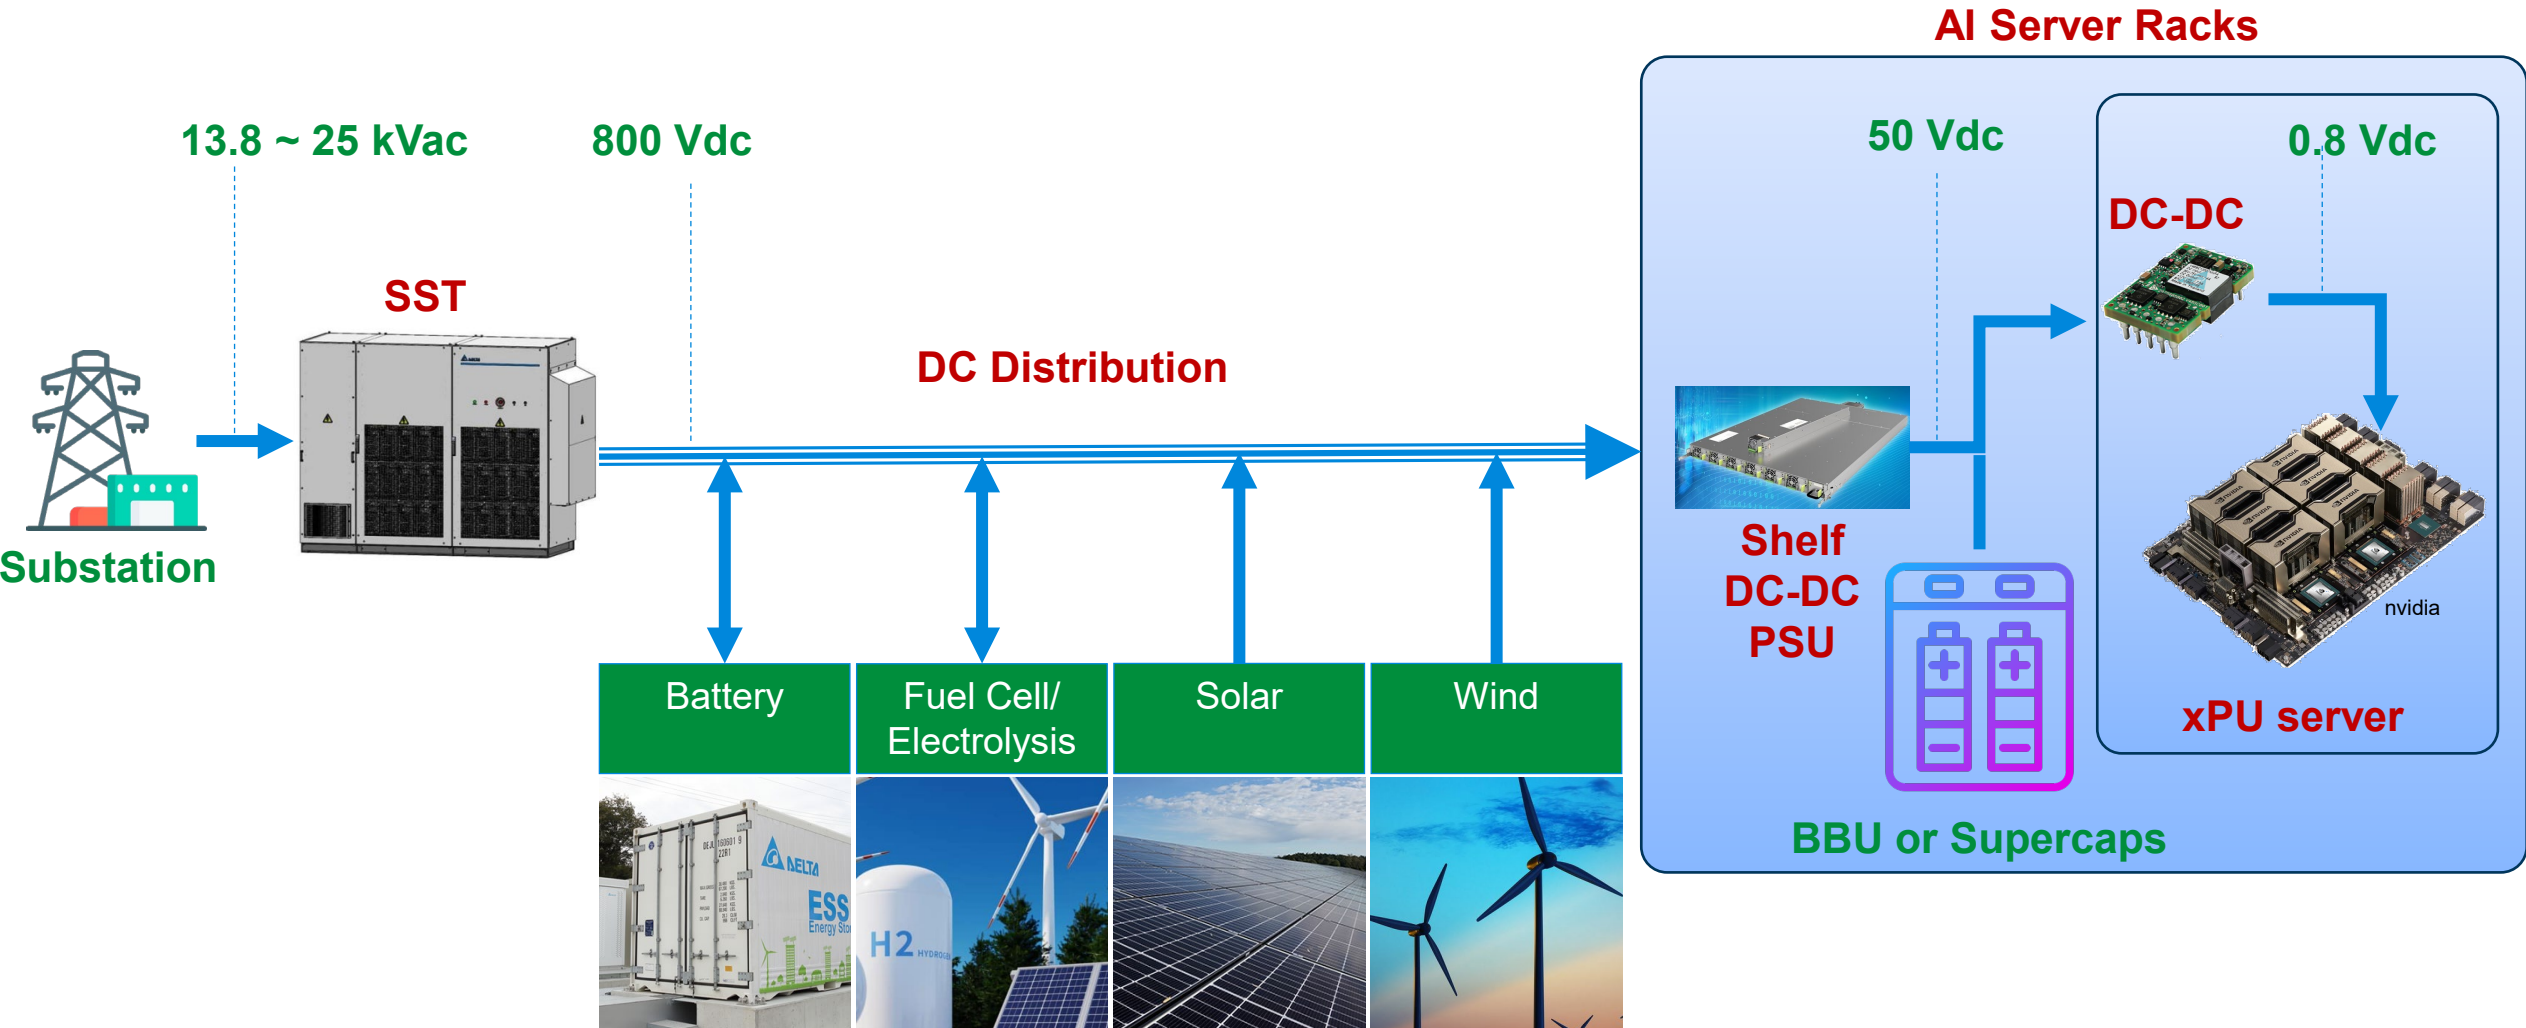 AI Server Racks
13.8 ~ 25 kVac
800 Vdc
50 Vdc
0.8 Vdc
DC-DC
SST
DC Distribution
Substation
Shelf
DC-DC
PSU
nvidia
xPU server
BBU or Supercaps
Battery
Fuel Cell/
Electrolysis
Solar
Wind
DELTA
ESS
H2 HYDROGEN